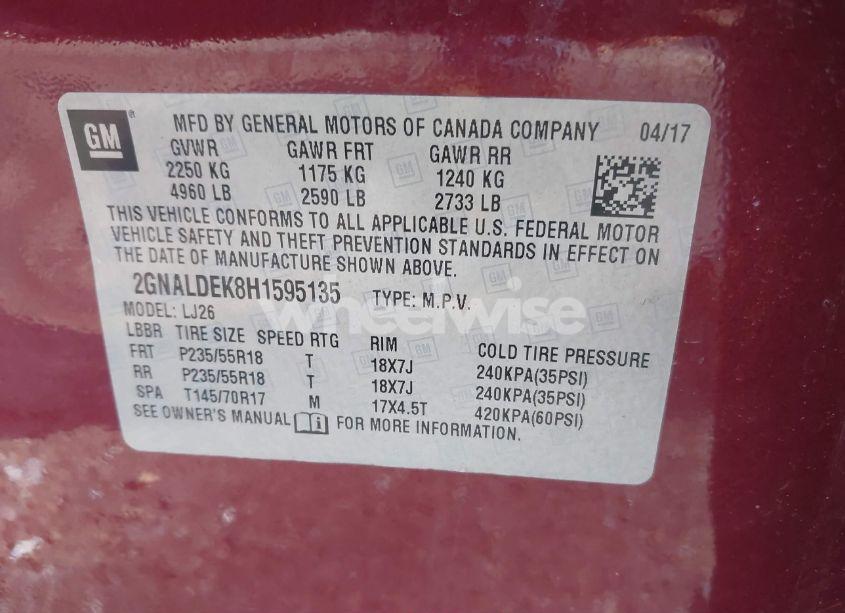 GM
MFD BY GENERAL MOTORS OF CANADA COMPANY 04/17
GVWR GAWR FRT GAWR RR
2250 KG 1175 KG 1240 KG
4960 LB 2590 LB 2733 LB
THIS VEHICLE CONFORMS TO ALL APPLICABLE U.S. FEDERAL MOTOR
VEHICLE SAFETY AND THEFT PREVENTION STANDARDS IN EFFECT ON
THE DATE OF MANUFACTURE SHOWN ABOVE.
2GNALDEK8H1595135 TYPE: M.P.V.
MODEL: LJ26
wheelwise
LBBR TIRE SIZE SPEED RTG RIM COLD TIRE PRESSURE
FRT P235/55R18 T 18X7J 240KPA(35PSI)
RR P235/55R18 T 18X7J 240KPA(35PSI)
SPA T145/70R17 M 17X4.5T 420KPA(60PSI)
SEE OWNER'S MANUAL FOR MORE INFORMATION.